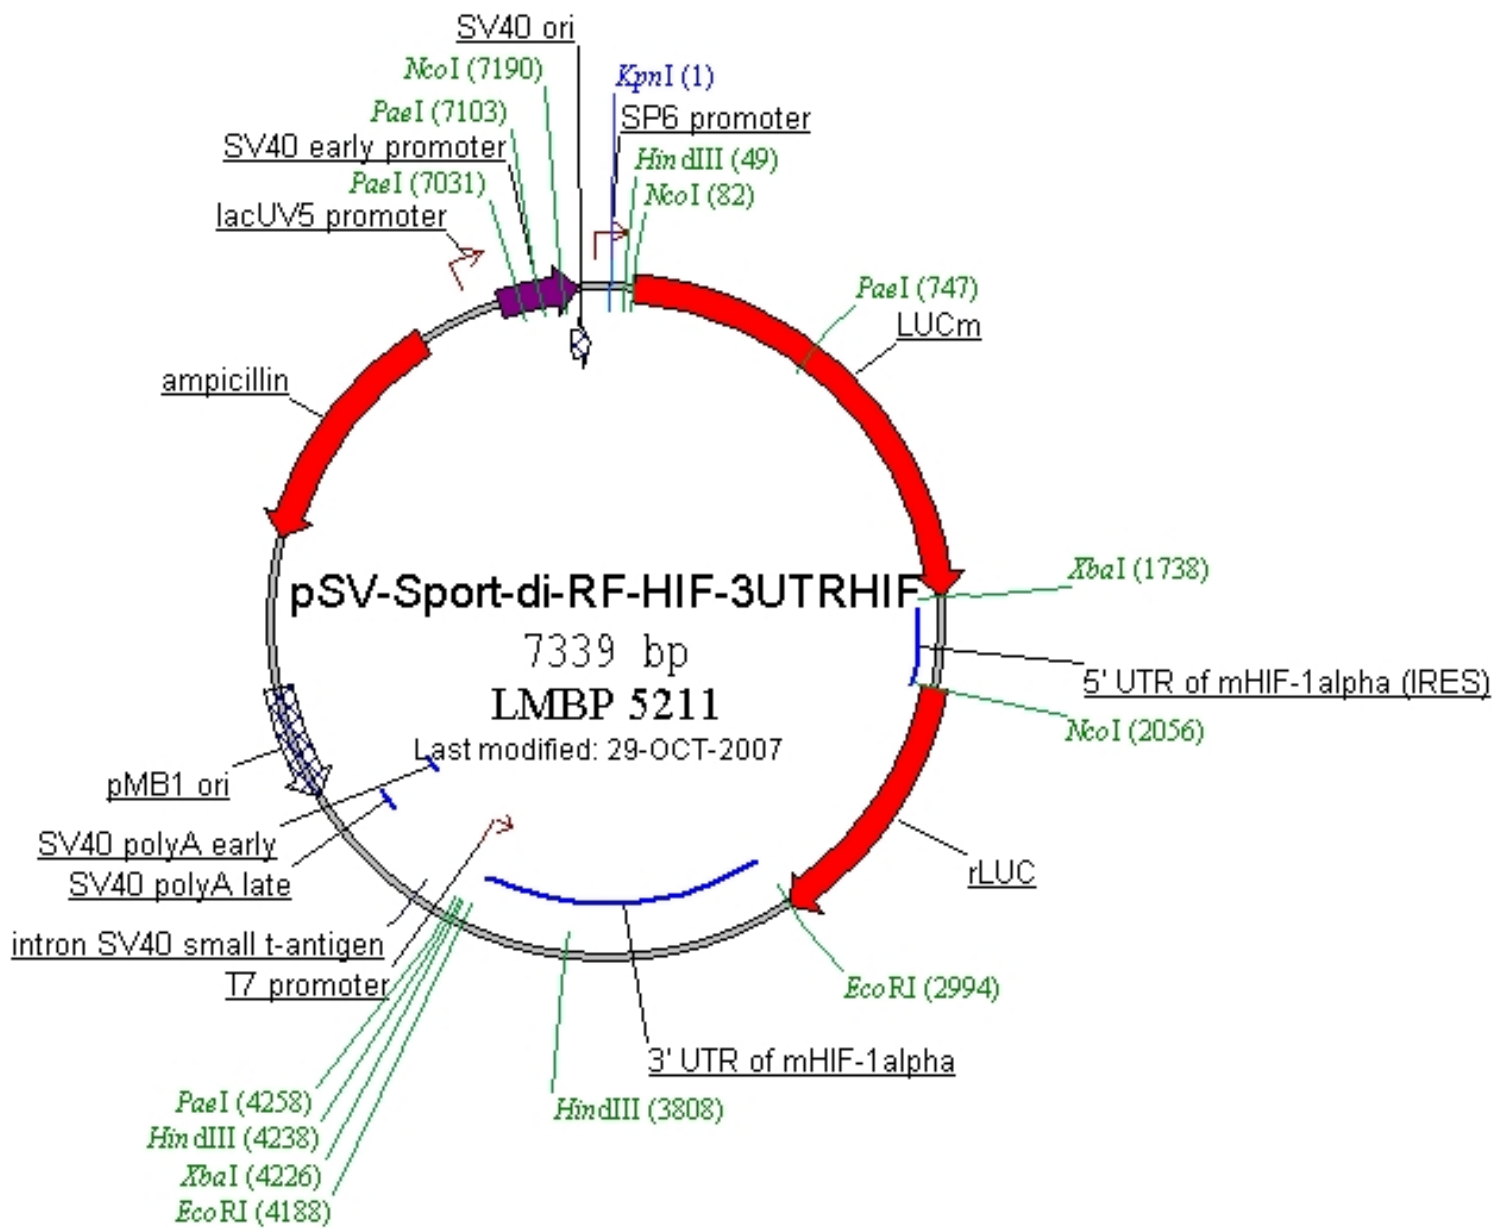 SV40 ori
NcoI (7190)
KpnI (1)
PaeI (7103)
SP6 promoter
SV40 early promoter
HindIII (49)
PaeI (7031)
NcoI (82)
lacUV5 promoter
PaeI (747)
LUCm
ampicillin
XbaI (1738)
pSV-Sport-di-RF-HIF-3UTRHIF
7339 bp
5' UTR of mHIF-1alpha (IRES)
LMBP 5211
NcoI (2056)
Last modified: 29-OCT-2007
pMB1 ori
SV40 polyA early
rLUC
SV40 polyA late
intron SV40 small t-antigen
T7 promoter
EcoRI (2994)
3' UTR of mHIF-1alpha
PaeI (4258)
HindIII (3808)
HindIII (4238)
XbaI (4226)
EcoRI (4188)